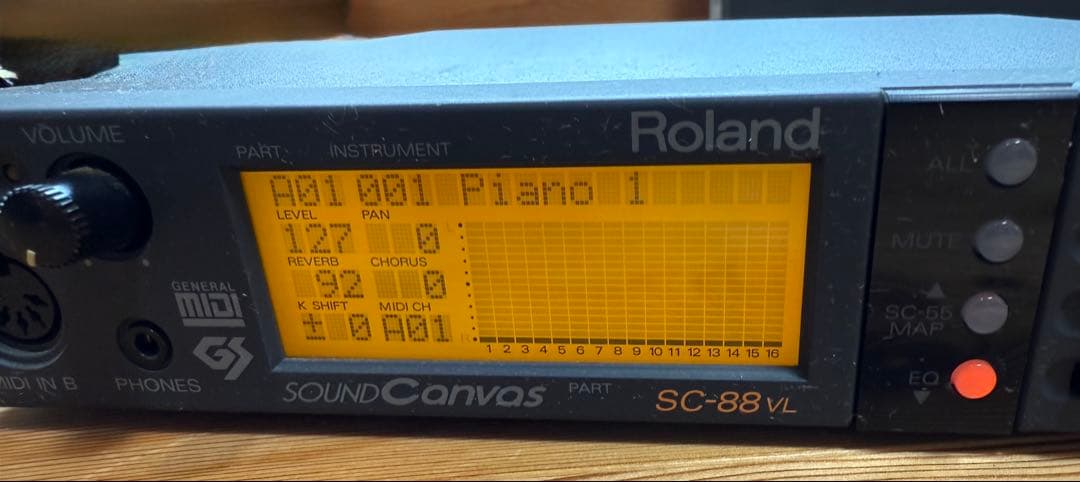 VOLUME
PART INSTRUMENT
Roland
A01 001 Piano 1
LEVEL PAN
127 0
REVERB CHORUS
92 0
K SHIFT MIDI CH
± 0 A01
1 2 3 4 5 6 7 8 9 10 11 12 13 14 15 16
PART
GENERAL
MIDI
GS
MIDI IN B
PHONES
SOUND Canvas
SC-88 VL
ALL
MUTE
SC-55
MAP
EQ